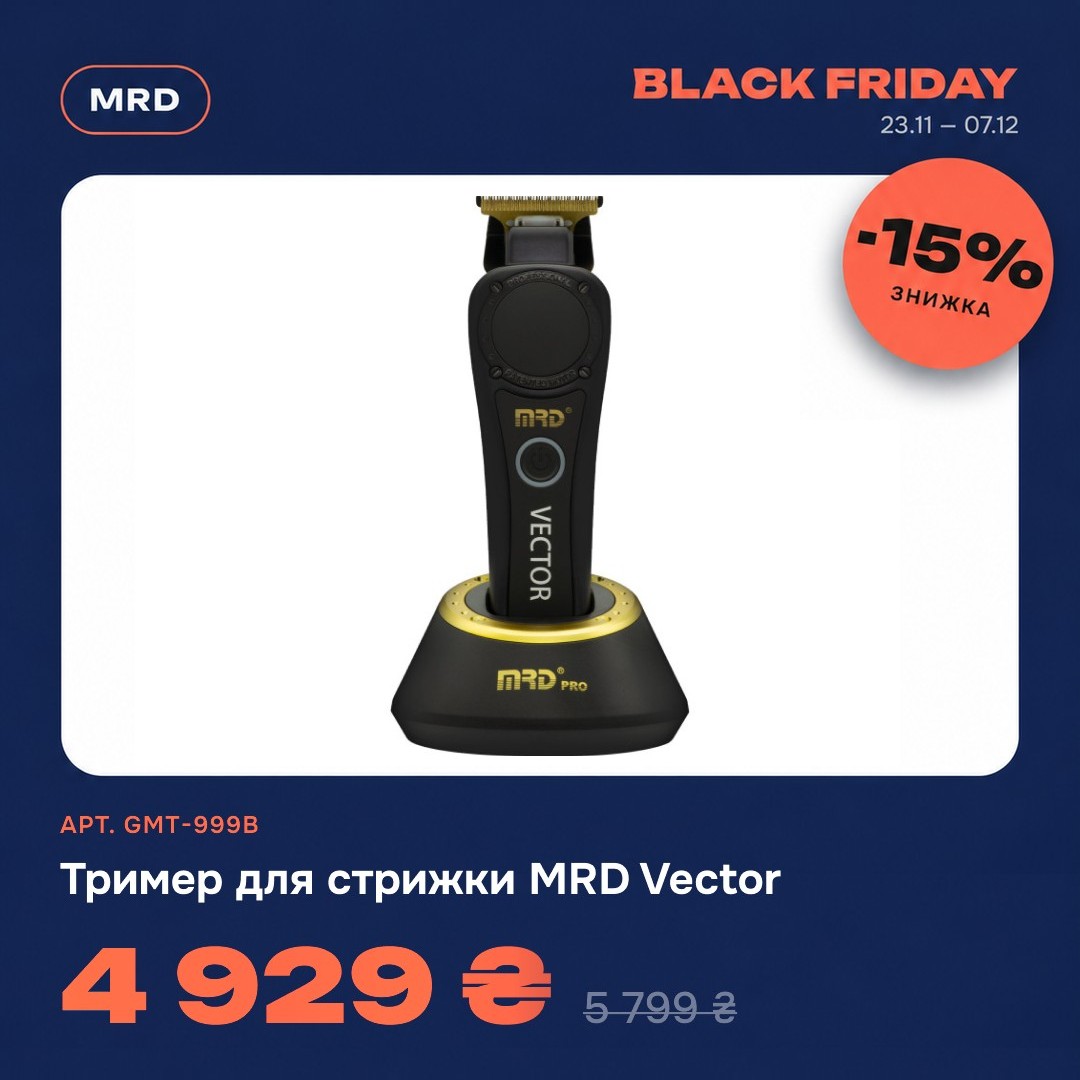 MRD
BLACK FRIDAY
23.11 – 07.12
-15%
ЗНИЖКА
PROFESSIONAL
MRD®
VECTOR
MRD® PRO
АРТ. GMT-999B
Тример для стрижки MRD Vector
4 929 ₴
5 799 ₴